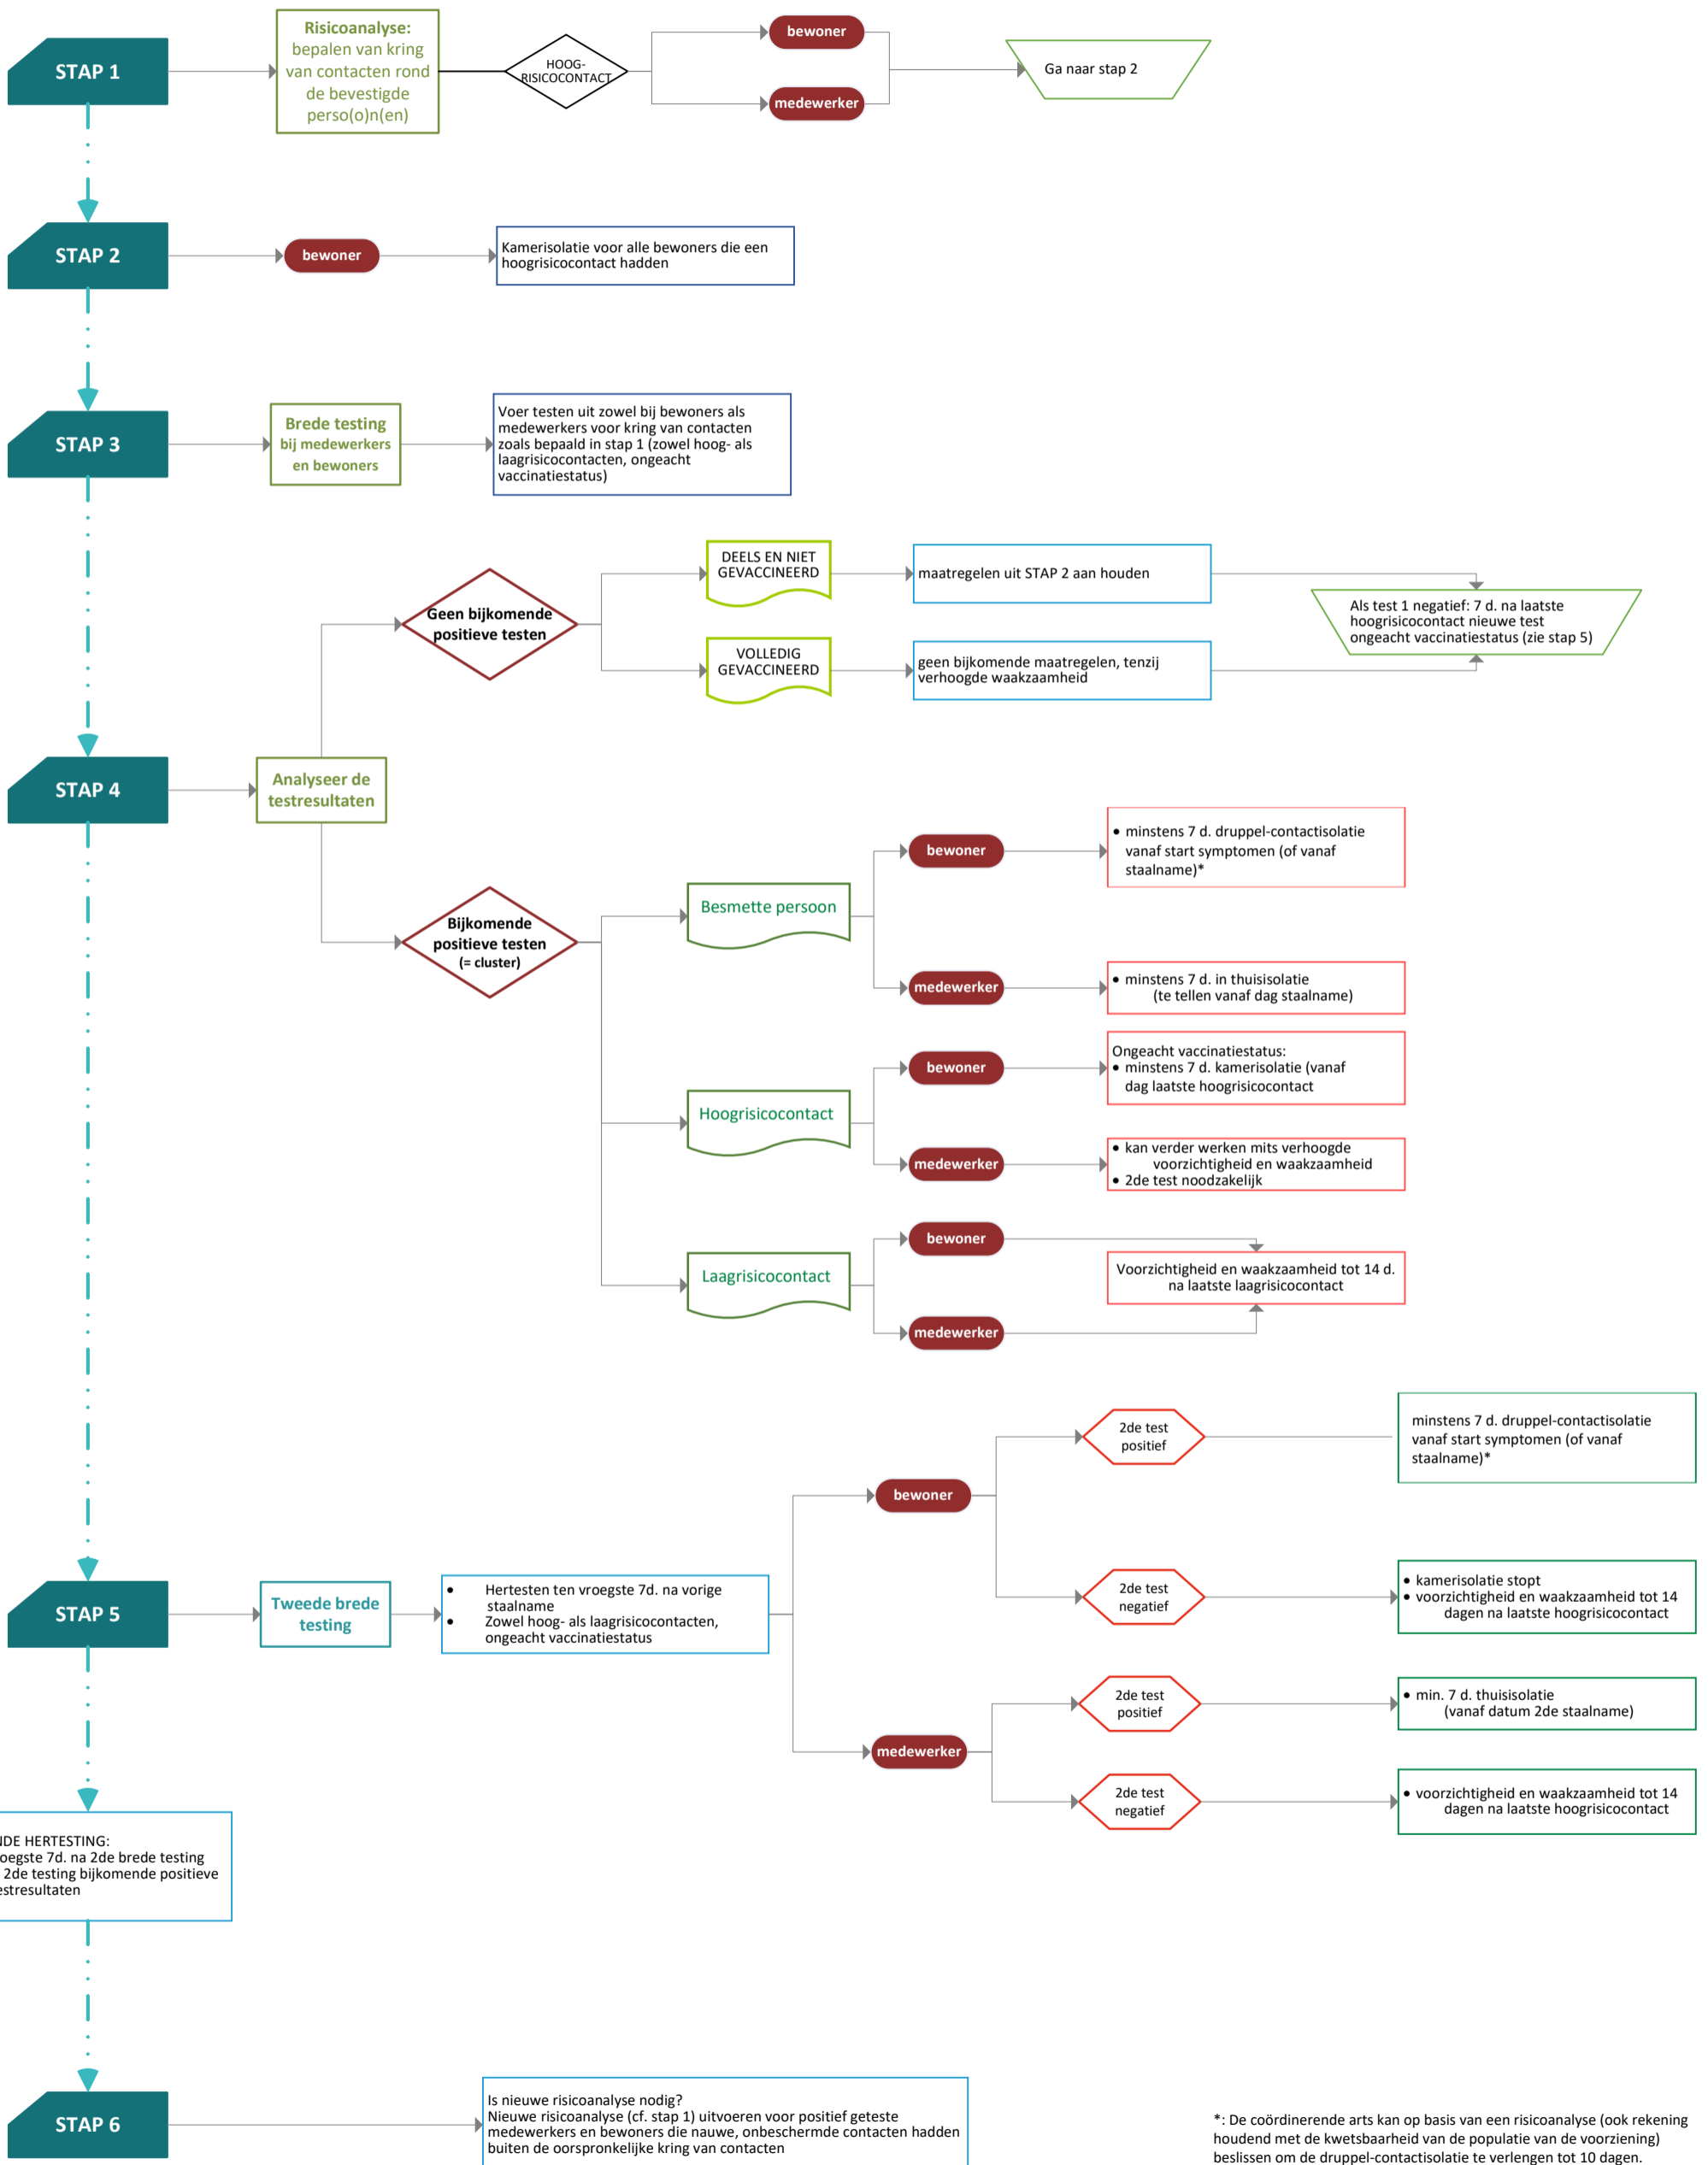 STAP 1
Risicoanalyse:
bepalen van kring
van contacten rond
de bevestigde
perso(o)n(en)
HOOG-
RISICOCONTACT
bewoner
medewerker
Ga naar stap 2
STAP 2
bewoner
Kamerisolatie voor alle bewoners die een
hoogrisicocontact hadden
STAP 3
Brede testing
bij medewerkers
en bewoners
Voer testen uit zowel bij bewoners als
medewerkers voor kring van contacten
zoals bepaald in stap 1 (zowel hoog- als
laagrisicocontacten, ongeacht
vaccinatiestatus)
STAP 4
Analyseer de
testresultaten
Geen bijkomende
positieve testen
DEELS EN NIET
GEVACCINEERD
maatregelen uit STAP 2 aan houden
VOLLEDIG
GEVACCINEERD
geen bijkomende maatregelen, tenzij
verhoogde waakzaamheid
Als test 1 negatief: 7 d. na laatste
hoogrisicocontact nieuwe test
ongeacht vaccinatiestatus (zie stap 5)
Bijkomende
positieve testen
(= cluster)
Besmette persoon
bewoner
• minstens 7 d. druppel-contactisolatie
vanaf start symptomen (of vanaf
staalname)*
medewerker
• minstens 7 d. in thuisisolatie
(te tellen vanaf dag staalname)
Hoogrisicocontact
bewoner
Ongeacht vaccinatiestatus:
• minstens 7 d. kamerisolatie (vanaf
dag laatste hoogrisicocontact
medewerker
• kan verder werken mits verhoogde
voorzichtigheid en waakzaamheid
• 2de test noodzakelijk
Laagrisicocontact
bewoner
medewerker
Voorzichtigheid en waakzaamheid tot 14 d.
na laatste laagrisicocontact
STAP 5
Tweede brede
testing
• Hertesten ten vroegste 7d. na vorige
staalname
• Zowel hoog- als laagrisicocontacten,
ongeacht vaccinatiestatus
bewoner
2de test
positief
minstens 7 d. druppel-contactisolatie
vanaf start symptomen (of vanaf
staalname)*
2de test
negatief
• kamerisolatie stopt
• voorzichtigheid en waakzaamheid tot 14
dagen na laatste hoogrisicocontact
medewerker
2de test
positief
• min. 7 d. thuisisolatie
(vanaf datum 2de staalname)
2de test
negatief
• voorzichtigheid en waakzaamheid tot 14
dagen na laatste hoogrisicocontact
HERTESTING:
7d. na 2de brede testing
2de testing bijkomende positieve
STAP 6
Is nieuwe risicoanalyse nodig?
Nieuwe risicoanalyse (cf. stap 1) uitvoeren voor positief geteste
medewerkers en bewoners die nauwe, onbeschermde contacten hadden
buiten de oorspronkelijke kring van contacten
*: De coördinerende arts kan op basis van een risicoanalyse (ook rekening
houdend met de kwetsbaarheid van de populatie van de voorziening)
beslissen om de druppel-contactisolatie te verlengen tot 10 dagen.